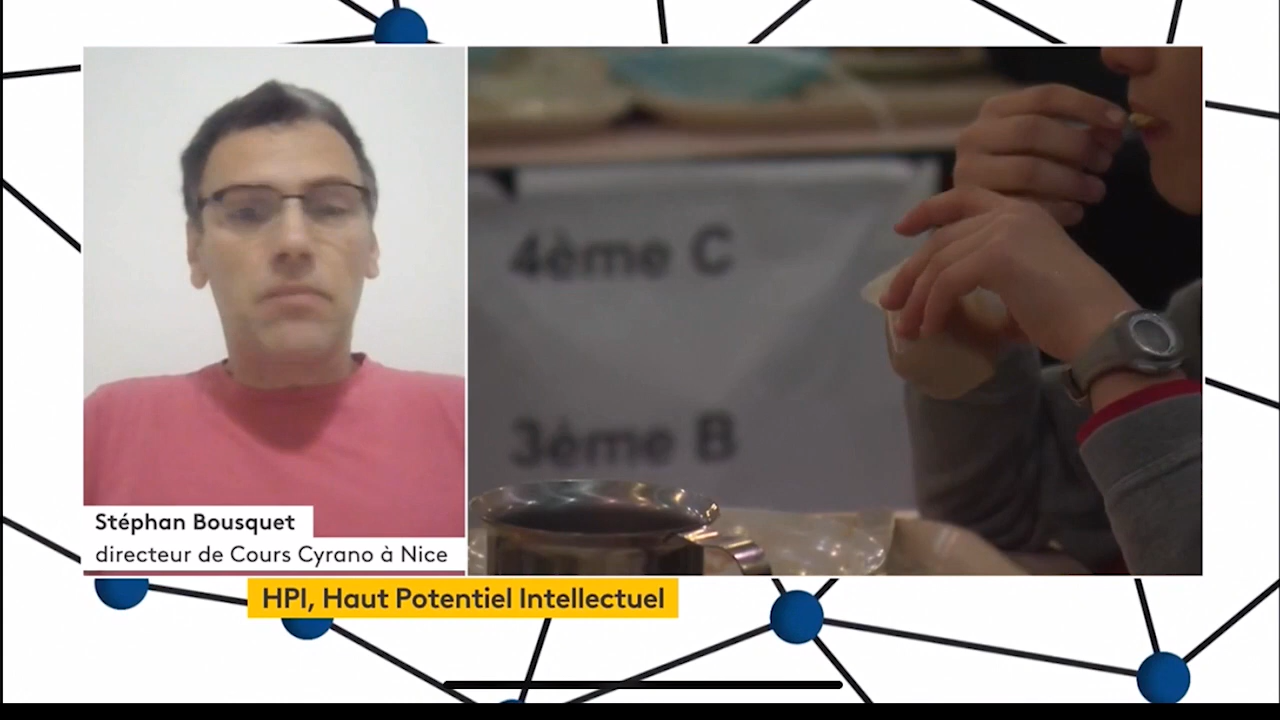 4ème C
3ème B
Stéphan Bousquet
directeur de Cours Cyrano à Nice
HPI, Haut Potentiel Intellectuel